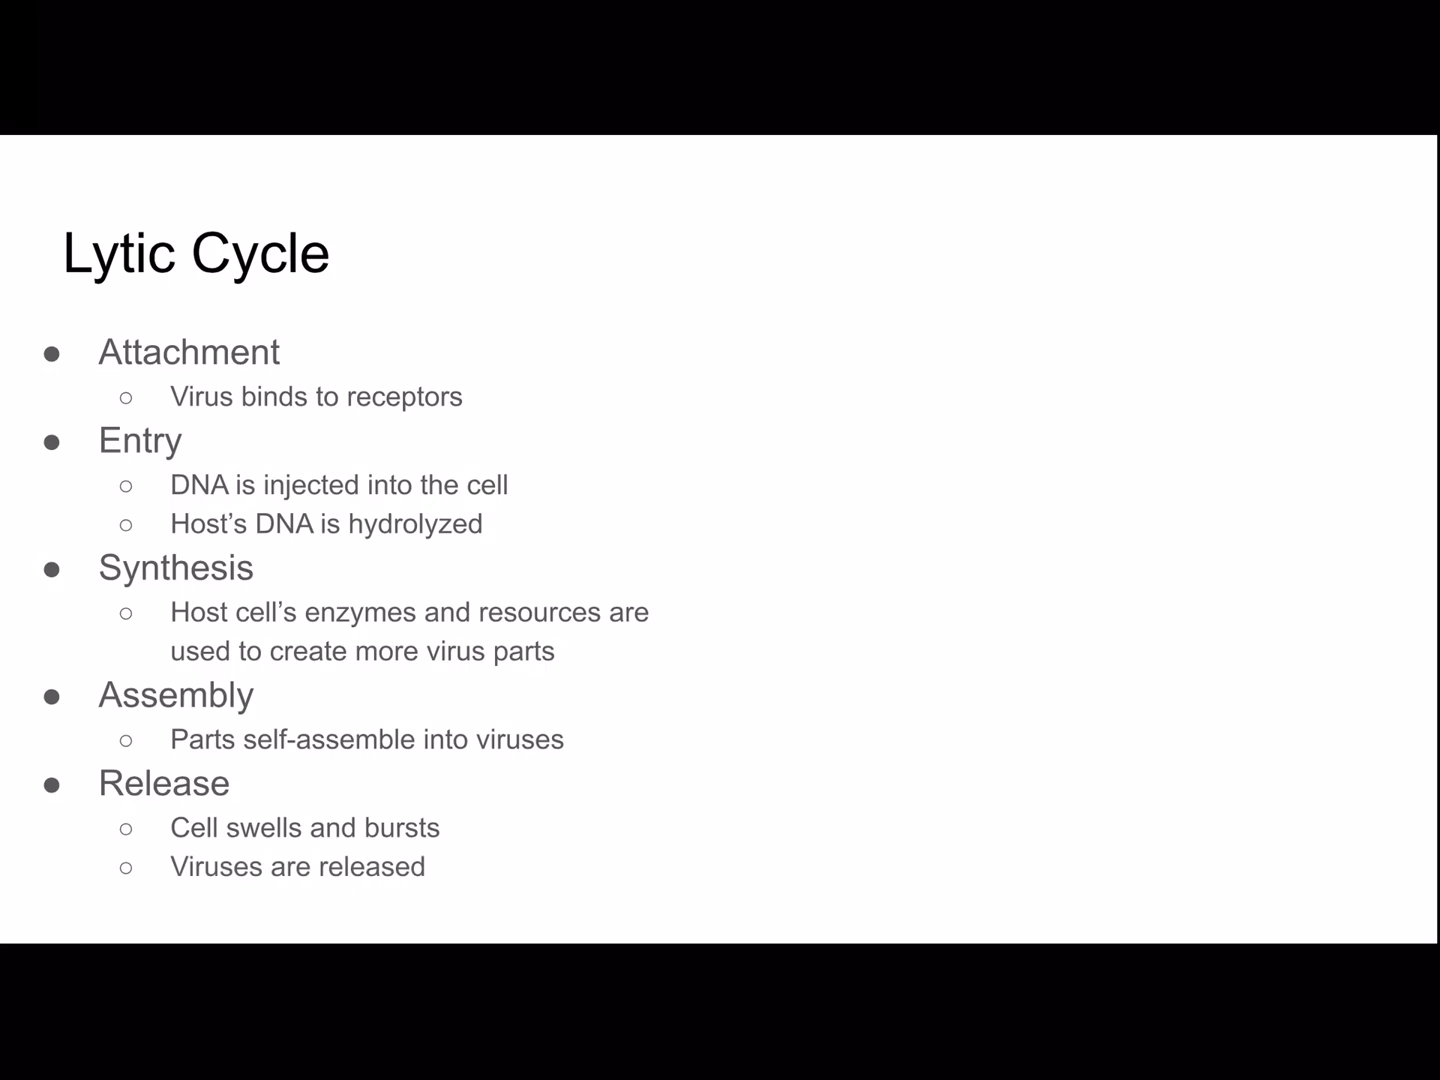 Lytic Cycle
● Attachment
○ Virus binds to receptors
● Entry
○ DNA is injected into the cell
○ Host’s DNA is hydrolyzed
● Synthesis
○ Host cell’s enzymes and resources are
used to create more virus parts
● Assembly
○ Parts self-assemble into viruses
● Release
○ Cell swells and bursts
○ Viruses are released